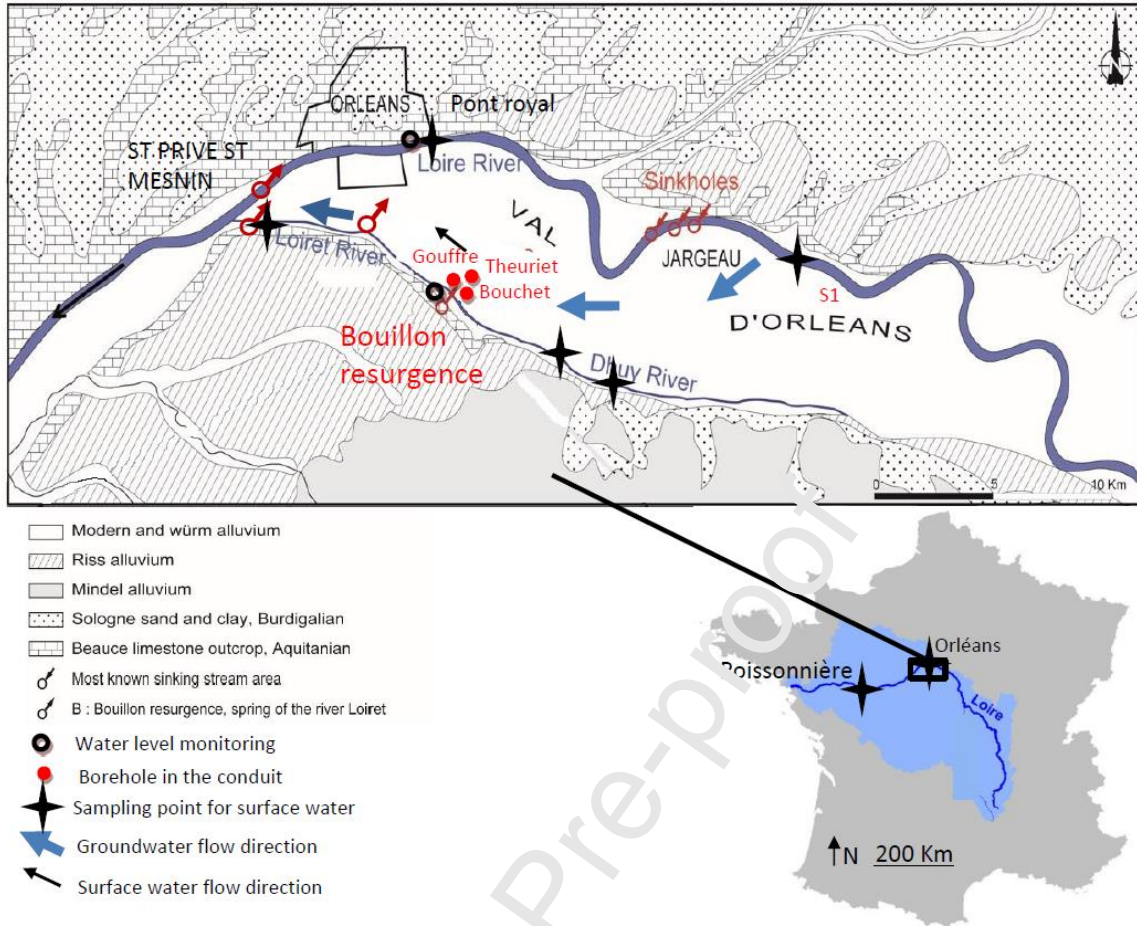 N
ORLEANS
Pont royal
ST PRIVE ST
MESNIN
Loire River
Sinkholes
VAL
JARGEAU
Loiret River
Gouffre
Theuriet
Bouchet
S1
D'ORLEANS
Bouillon
resurgence
Dhuy River
0 5 10 Km
Modern and würm alluvium
Riss alluvium
Mindel alluvium
Sologne sand and clay, Burdigalian
Beauce limestone outcrop, Aquitanian
Most known sinking stream area
B : Bouillon resurgence, spring of the river Loiret
Water level monitoring
Borehole in the conduit
Sampling point for surface water
Groundwater flow direction
Surface water flow direction
Orléans
Poissonnière
Loire
N 200 Km
Pre-proof